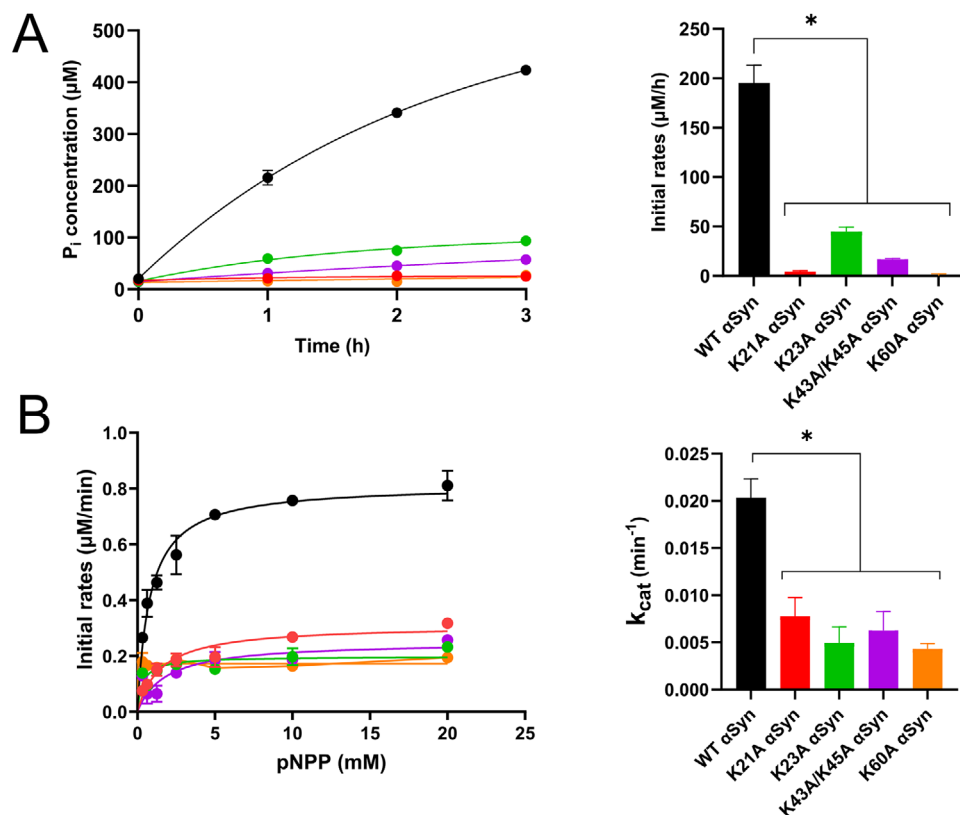 A
500
400
300
200
100
0
P_i concentration (µM)
0 1 2 3
Time (h)
*
250
200
150
100
50
0
Initial rates (µM/h)
WT αSyn
K21A αSyn
K23A αSyn
K43A/K45A αSyn
K60A αSyn
B
1.0
0.8
0.6
0.4
0.2
0.0
Initial rates (µM/min)
0 5 10 15 20 25
pNPP (mM)
*
0.025
0.020
0.015
0.010
0.005
0.000
k_cat (min⁻¹)
WT αSyn
K21A αSyn
K23A αSyn
K43A/K45A αSyn
K60A αSyn